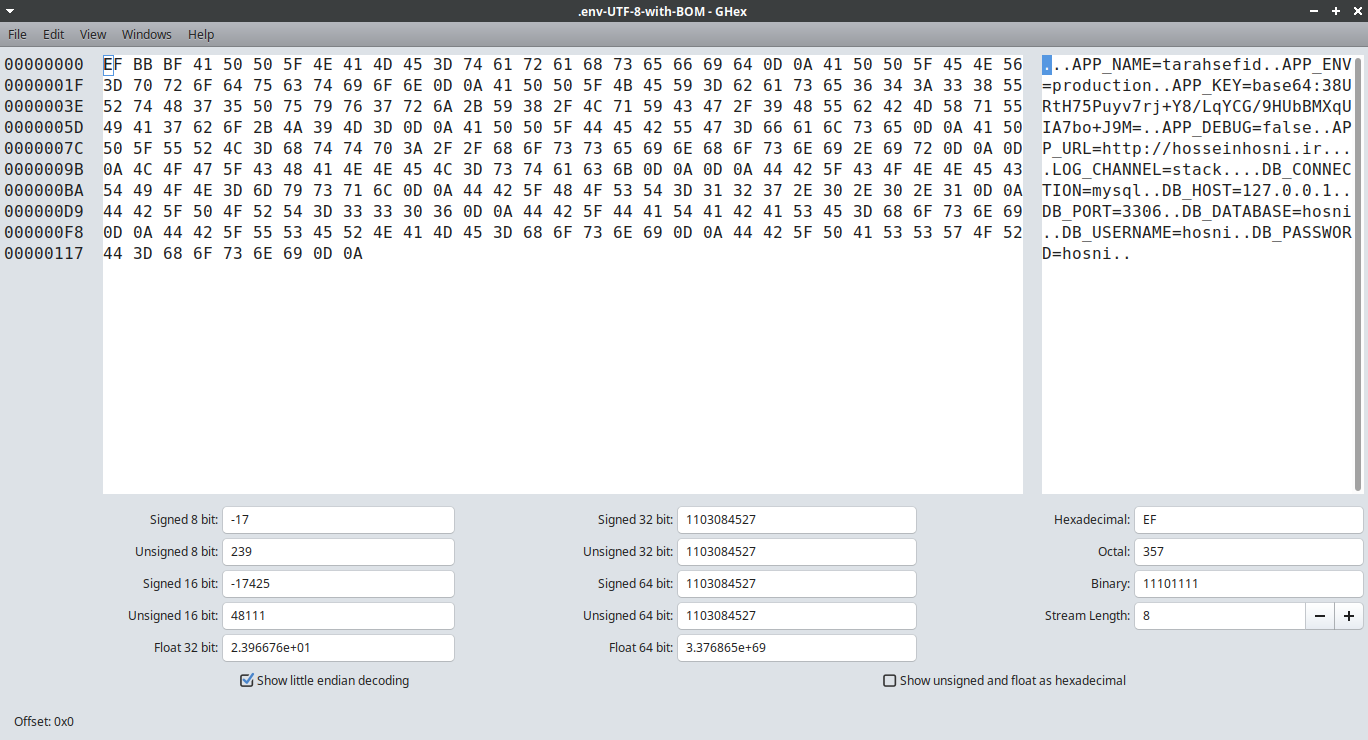 .env-UTF-8-with-BOM - GHex
File Edit View Windows Help
00000000 EF BB BF 41 50 50 5F 4E 41 4D 45 3D 74 61 72 61 68 73 65 66 69 64 0D 0A 41 50 50 5F 45 4E 56 ...APP_NAME=tarahsefid..APP_ENV
0000001F 3D 70 72 6F 64 75 63 74 69 6F 6E 0D 0A 41 50 50 5F 4B 45 59 3D 62 61 73 65 36 34 3A 33 38 55 =production..APP_KEY=base64:38U
0000003E 52 74 48 37 35 50 75 79 76 37 72 6A 2B 59 38 2F 4C 71 59 43 47 2F 39 48 55 62 42 4D 58 71 55 RtH75Puyv7rj+Y8/LqYCG/9HUbBMXqU
0000005D 49 41 37 62 6F 2B 4A 39 4D 3D 0D 0A 41 50 50 5F 44 45 42 55 47 3D 66 61 6C 73 65 0D 0A 41 50 IA7bo+J9M=..APP_DEBUG=false..AP
0000007C 50 5F 55 52 4C 3D 68 74 74 70 3A 2F 2F 68 6F 73 73 65 69 6E 68 6F 73 6E 69 2E 69 72 0D 0A 0D P_URL=http://hosseinhosni.ir...
0000009B 0A 4C 4F 47 5F 43 48 41 4E 4E 45 4C 3D 73 74 61 63 6B 0D 0A 0D 0A 44 42 5F 43 4F 4E 4E 45 43 .LOG_CHANNEL=stack....DB_CONNEC
000000BA 54 49 4F 4E 3D 6D 79 73 71 6C 0D 0A 44 42 5F 48 4F 53 54 3D 31 32 37 2E 30 2E 30 2E 31 0D 0A TION=mysql..DB_HOST=127.0.0.1..
000000D9 44 42 5F 50 4F 52 54 3D 33 33 30 36 0D 0A 44 42 5F 44 41 54 41 42 41 53 45 3D 68 6F 73 6E 69 DB_PORT=3306..DB_DATABASE=hosni
000000F8 0D 0A 44 42 5F 55 53 45 52 4E 41 4D 45 3D 68 6F 73 6E 69 0D 0A 44 42 5F 50 41 53 53 57 4F 52 ..DB_USERNAME=hosni..DB_PASSWOR
00000117 44 3D 68 6F 73 6E 69 0D 0A D=hosni..
Signed 8 bit: -17 Signed 32 bit: 1103084527 Hexadecimal: EF
Unsigned 8 bit: 239 Unsigned 32 bit: 1103084527 Octal: 357
Signed 16 bit: -17425 Signed 64 bit: 1103084527 Binary: 11101111
Unsigned 16 bit: 48111 Unsigned 64 bit: 1103084527 Stream Length: 8
Float 32 bit: 2.396676e+01 Float 64 bit: 3.376865e+69
Show little endian decoding Show unsigned and float as hexadecimal
Offset: 0x0